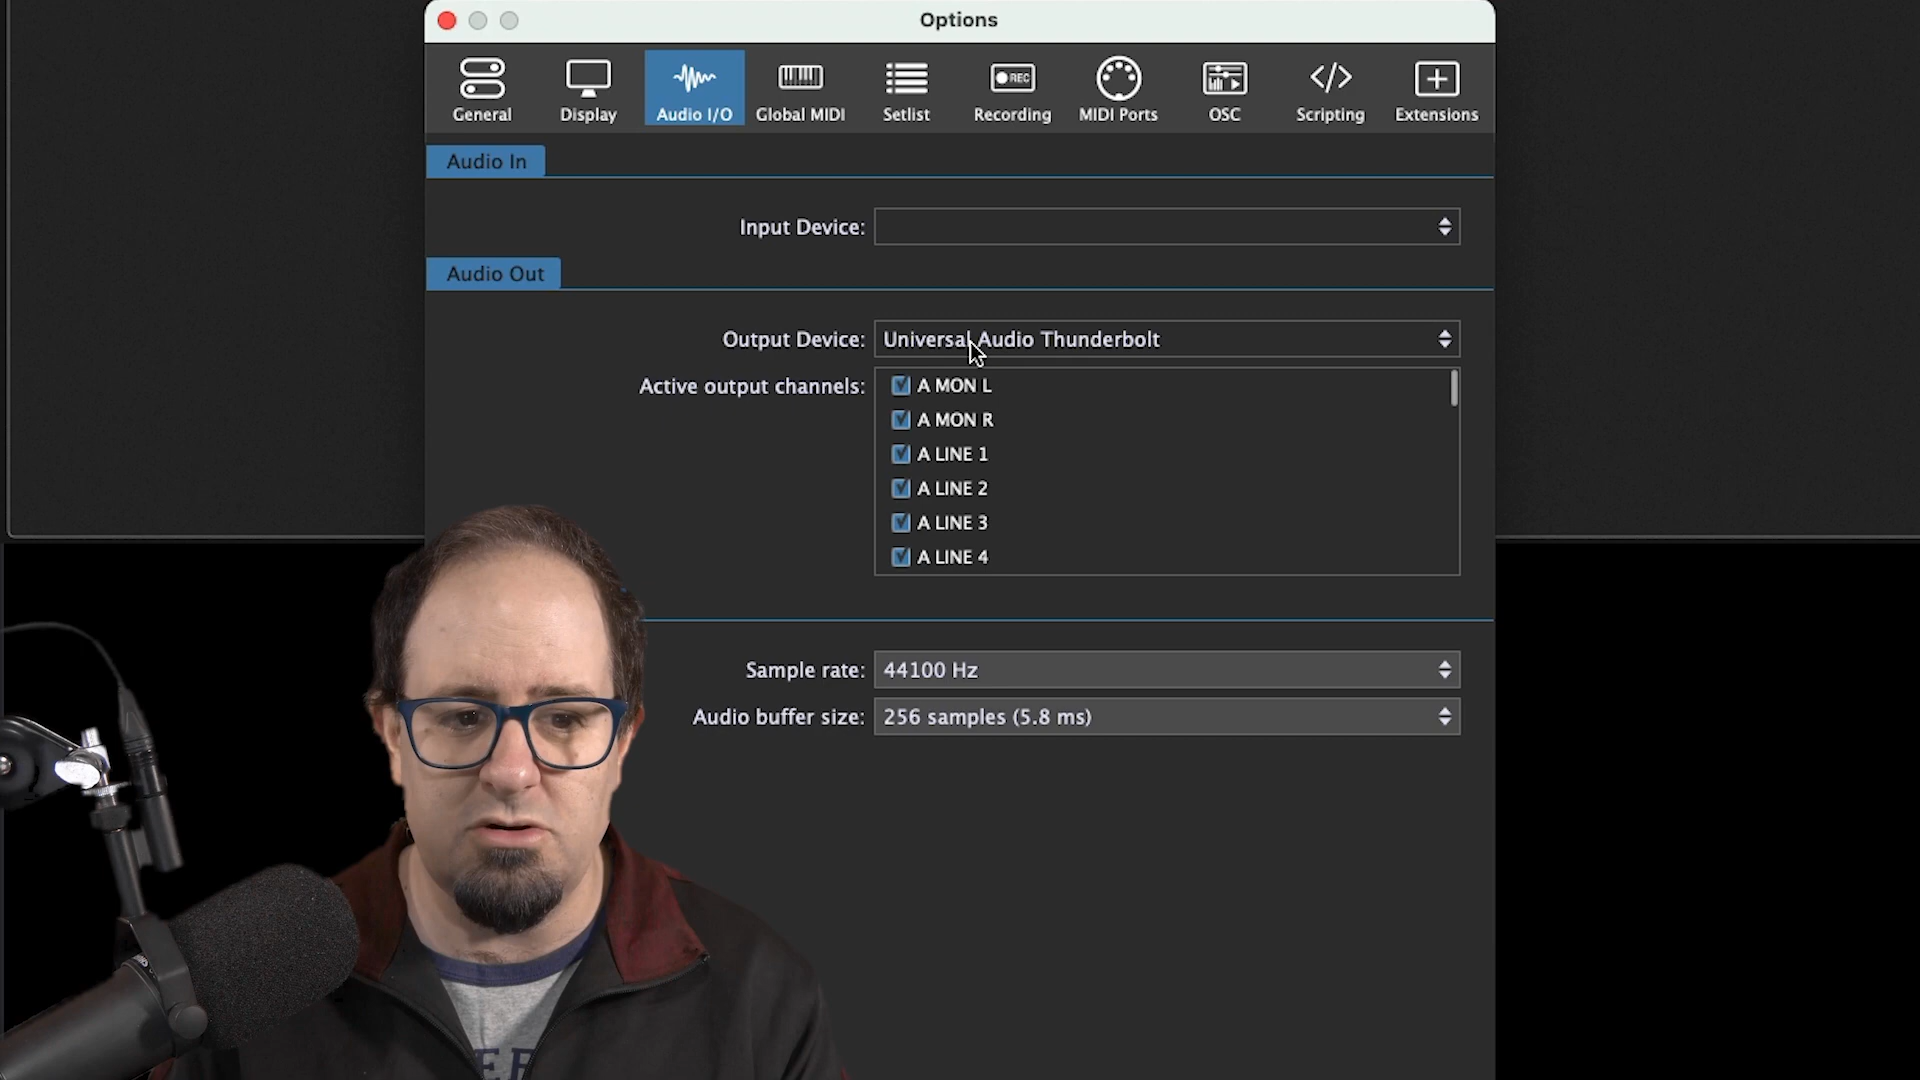 Options
General
Display
Audio I/O
Global MIDI
Setlist
REC
Recording
MIDI Ports
OSC
Scripting
Extensions
Audio In
Input Device:
Audio Out
Output Device: Universal Audio Thunderbolt
Active output channels:
A MON L
A MON R
A LINE 1
A LINE 2
A LINE 3
A LINE 4
Sample rate: 44100 Hz
Audio buffer size: 256 samples (5.8 ms)